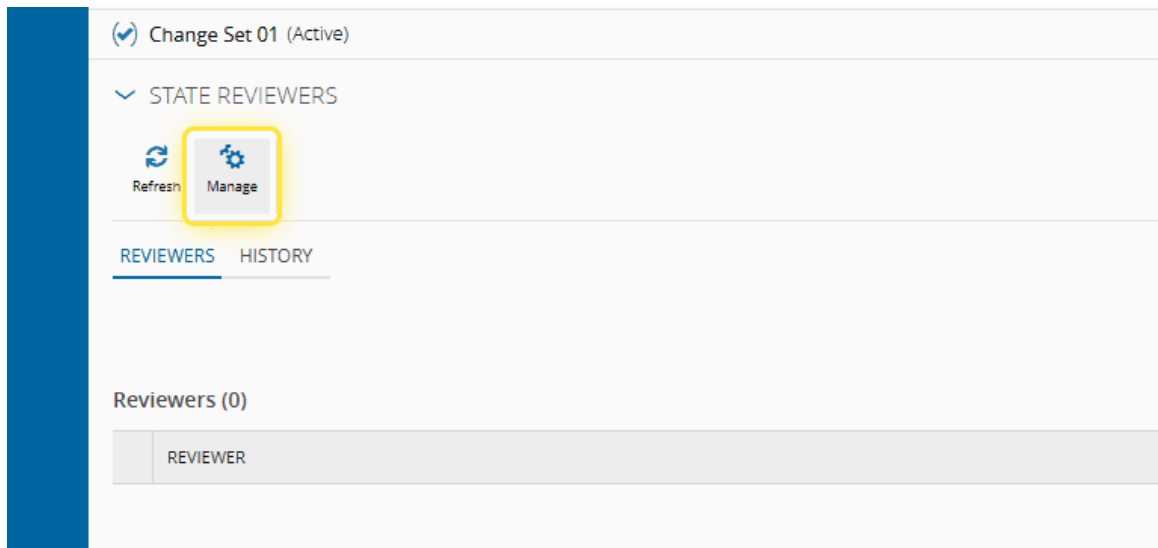 Change Set 01 (Active)
STATE REVIEWERS
Refresh Manage
REVIEWERS HISTORY
Reviewers (0)
REVIEWER